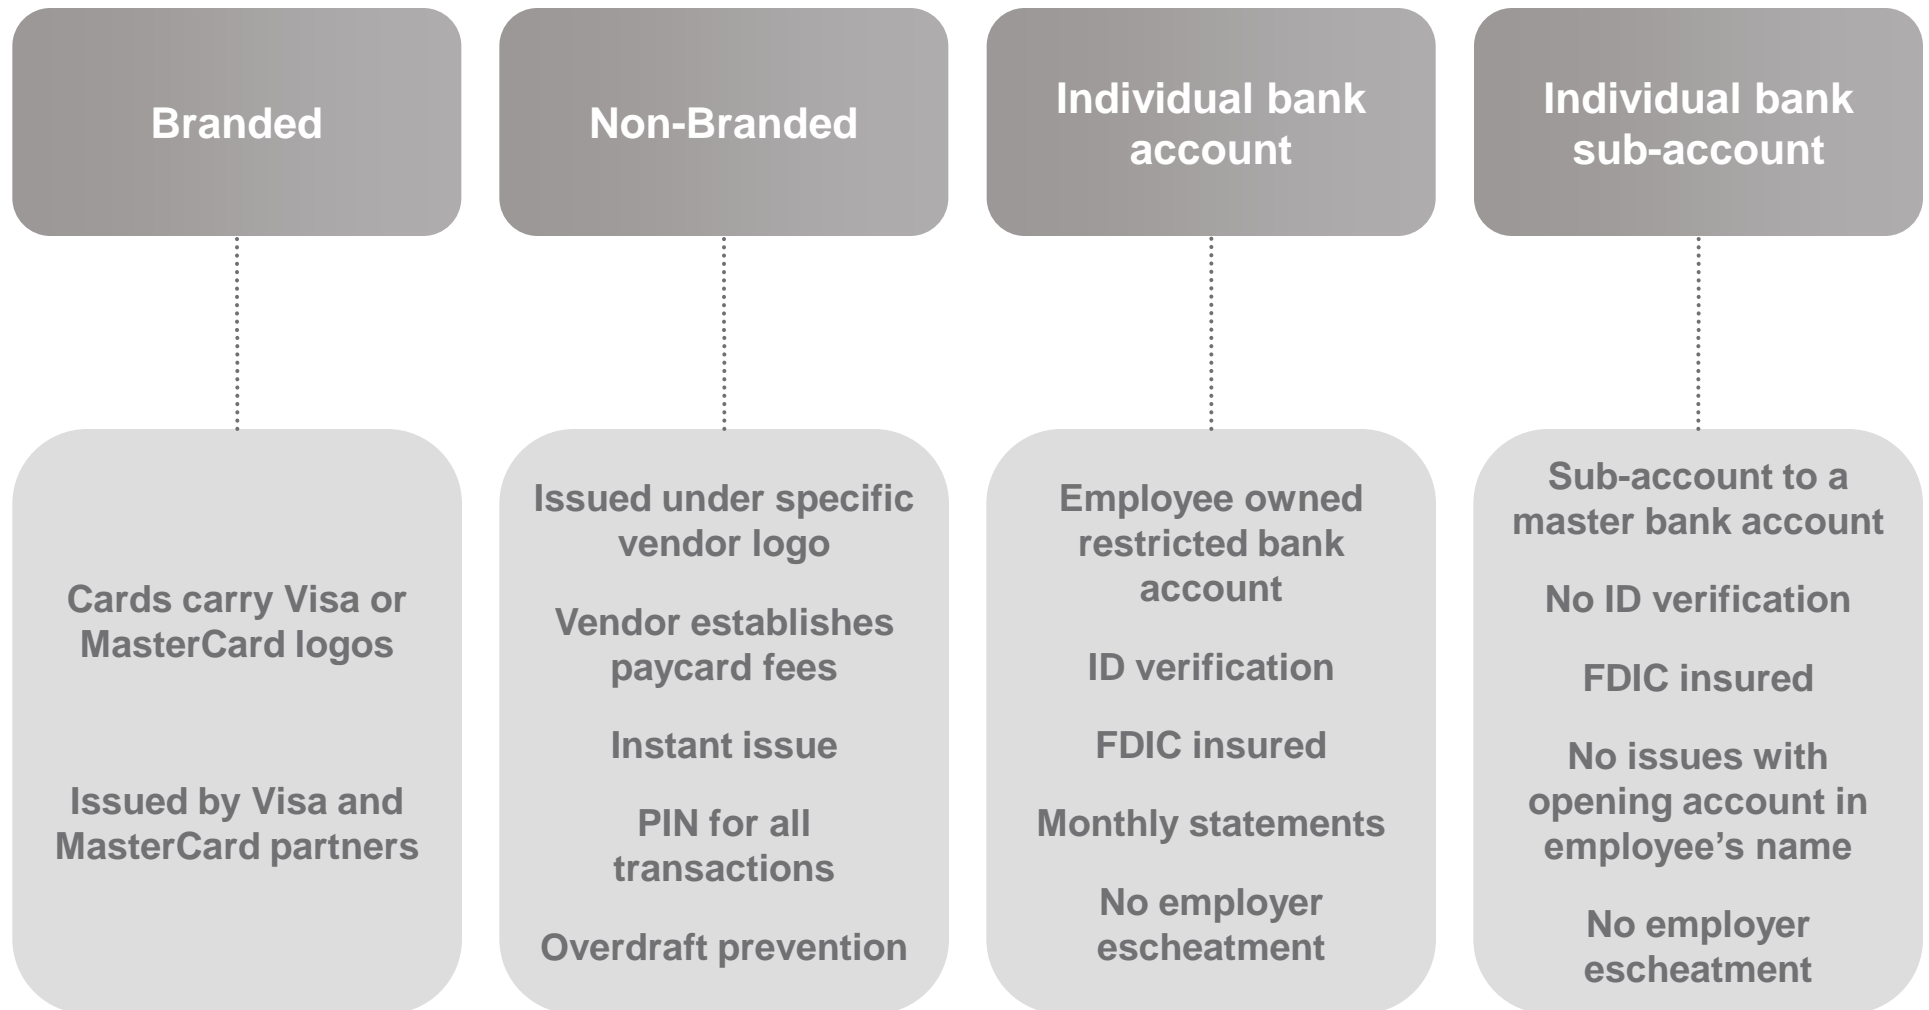 Branded
Cards carry Visa or
MasterCard logos
Issued by Visa and
MasterCard partners
Non-Branded
Issued under specific
vendor logo
Vendor establishes
paycard fees
Instant issue
PIN for all
transactions
Overdraft prevention
Individual bank
account
Employee owned
restricted bank
account
ID verification
FDIC insured
Monthly statements
No employer
escheatment
Individual bank
sub-account
Sub-account to a
master bank account
No ID verification
FDIC insured
No issues with
opening account in
employee’s name
No employer
escheatment